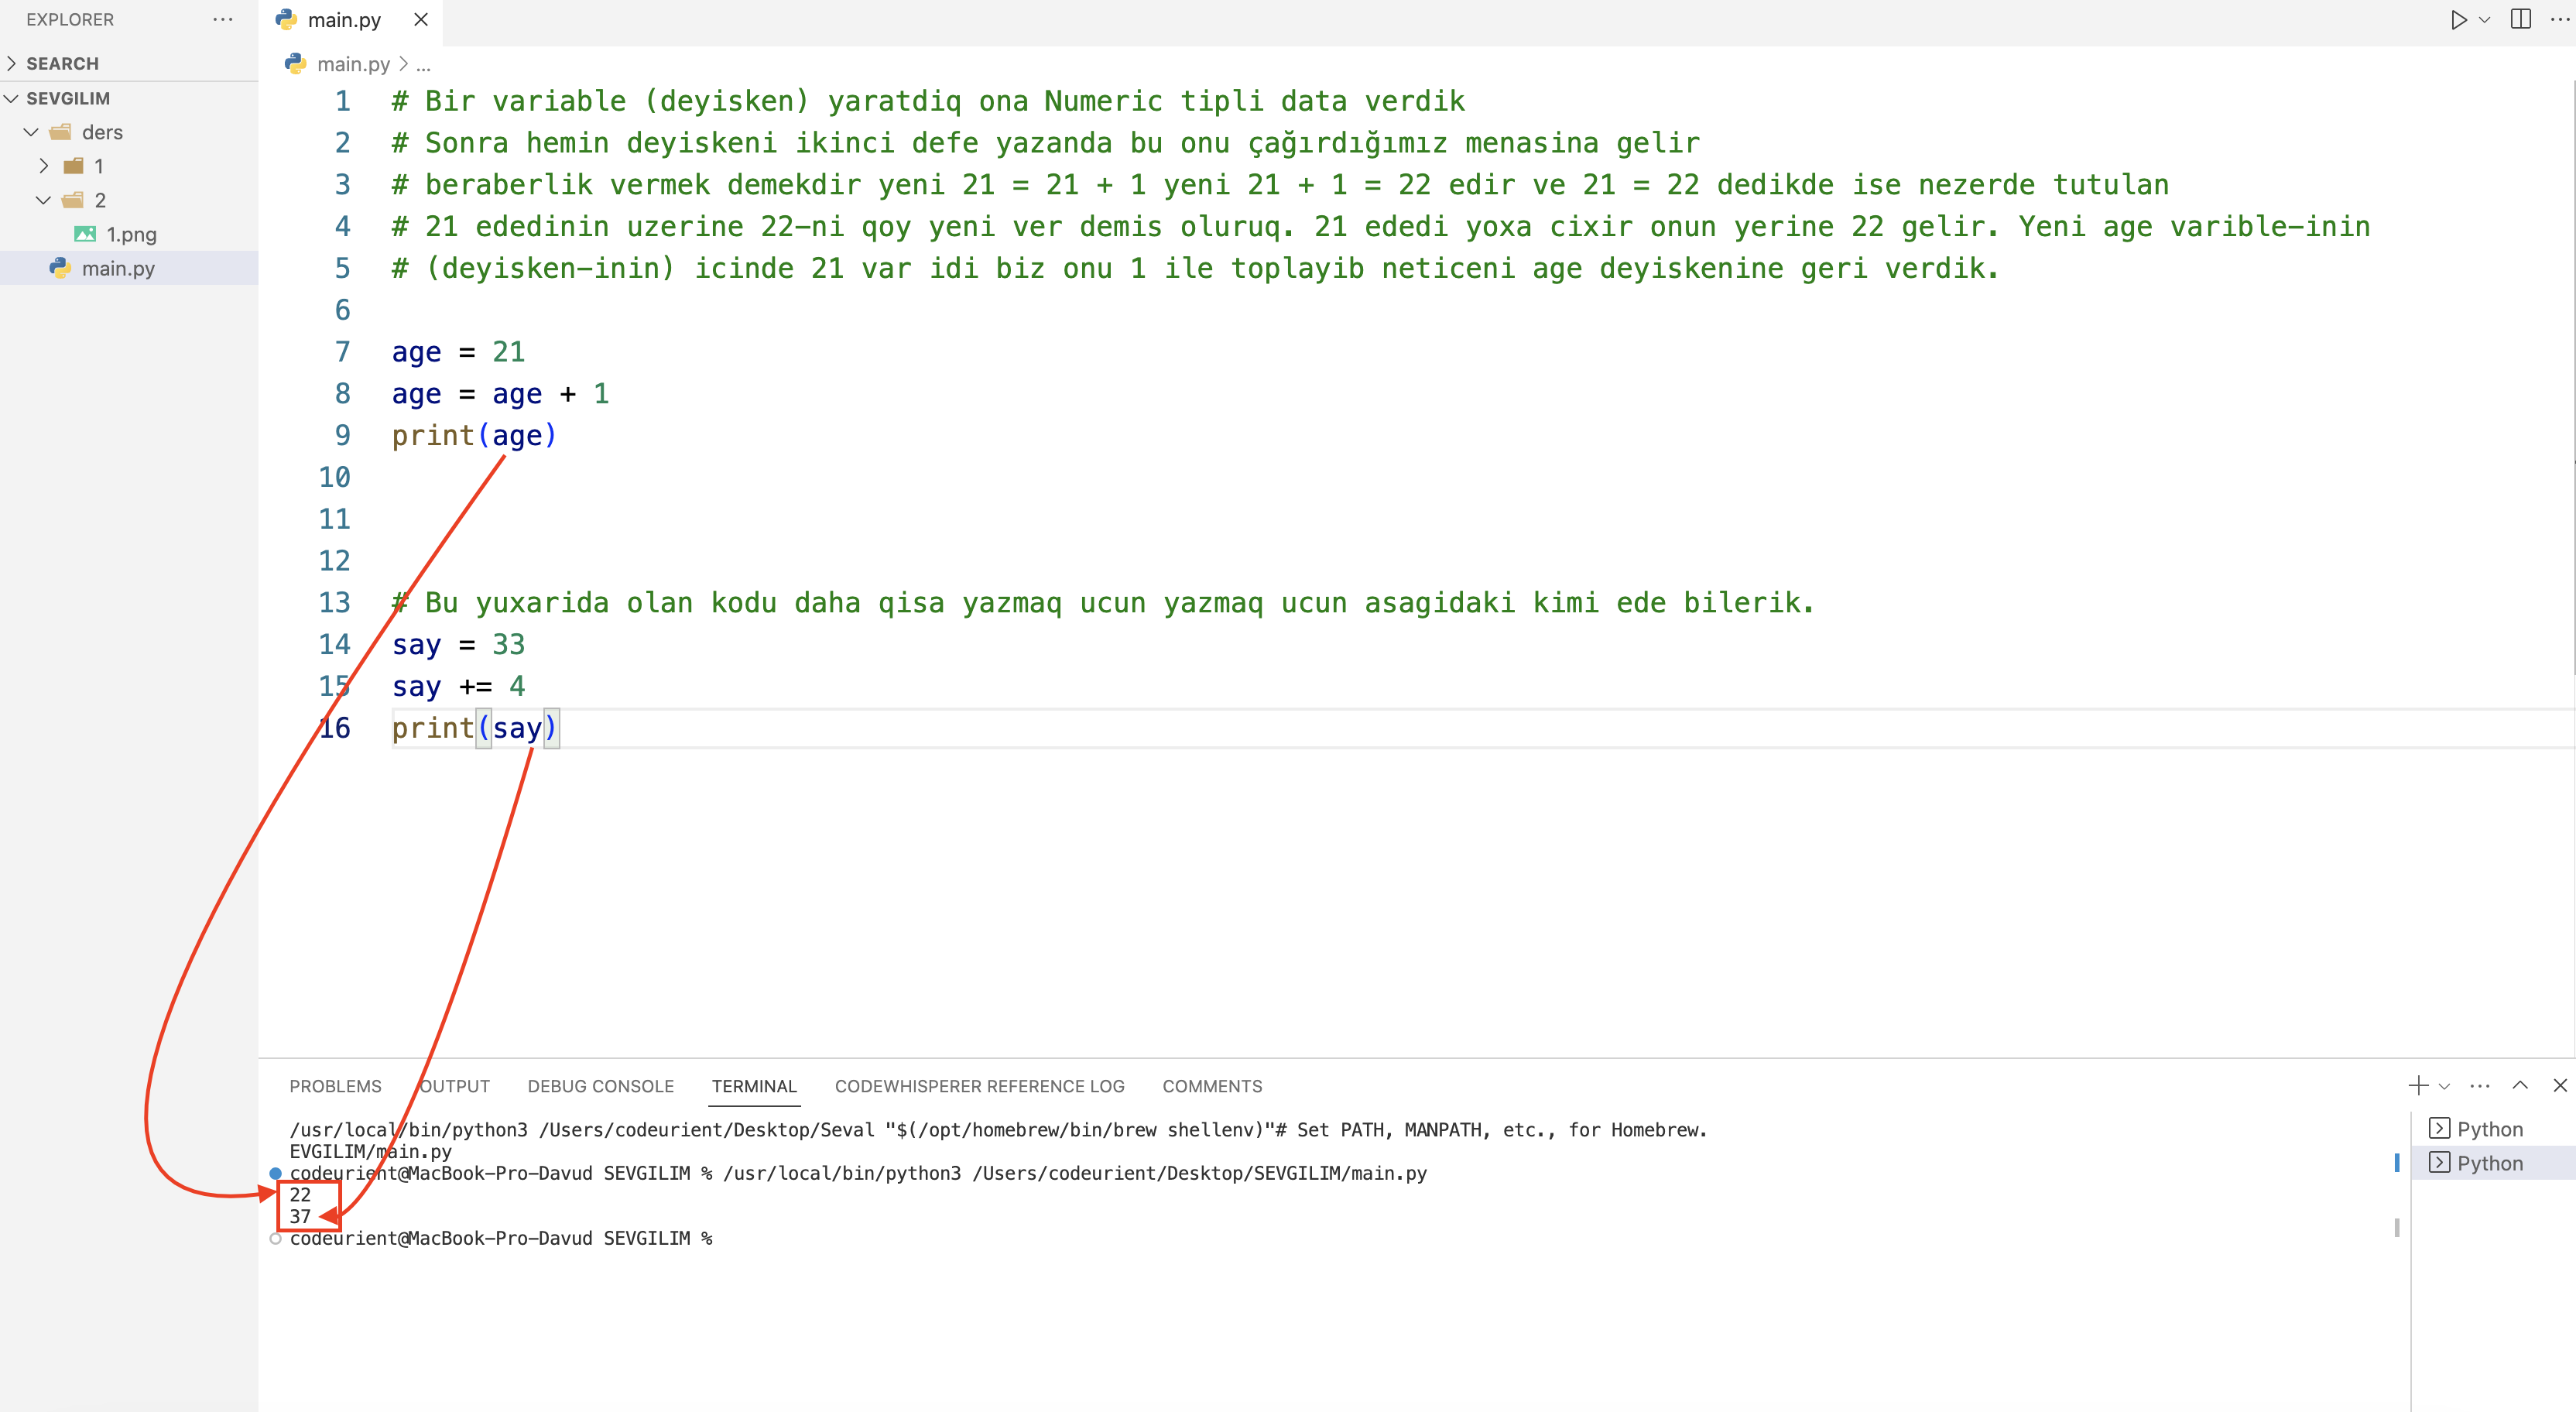 EXPLORER
SEARCH
SEVGILIM
ders
1
2
1.png
main.py
main.py
main.py > ...
1 # Bir variable (deyisken) yaratdiq ona Numeric tipli data verdik
2 # Sonra hemin deyiskeni ikinci defe yazanda bu onu çağırdığımız menasina gelir
3 # beraberlik vermek demekdir yeni 21 = 21 + 1 yeni 21 + 1 = 22 edir ve 21 = 22 dedikde ise nezerde tutulan
4 # 21 ededinin uzerine 22-ni qoy yeni ver demis oluruq. 21 ededi yoxa cixir onun yerine 22 gelir. Yeni age varible-inin
5 # (deyisken-inin) icinde 21 var idi biz onu 1 ile toplayib neticeni age deyiskenine geri verdik.
6
7 age = 21
8 age = age + 1
9 print(age)
10
11
12
13 # Bu yuxarida olan kodu daha qisa yazmaq ucun yazmaq ucun asagidaki kimi ede bilerik.
14 say = 33
15 say += 4
16 print(say)
PROBLEMS OUTPUT DEBUG CONSOLE TERMINAL CODEWHISPERER REFERENCE LOG COMMENTS
/usr/local/bin/python3 /Users/codeurient/Desktop/Seval "$(/opt/homebrew/bin/brew shellenv)"# Set PATH, MANPATH, etc., for Homebrew.
EVGILIM/main.py
codeurient@MacBook-Pro-Davud SEVGILIM % /usr/local/bin/python3 /Users/codeurient/Desktop/SEVGILIM/main.py
22
37
codeurient@MacBook-Pro-Davud SEVGILIM %
Python
Python